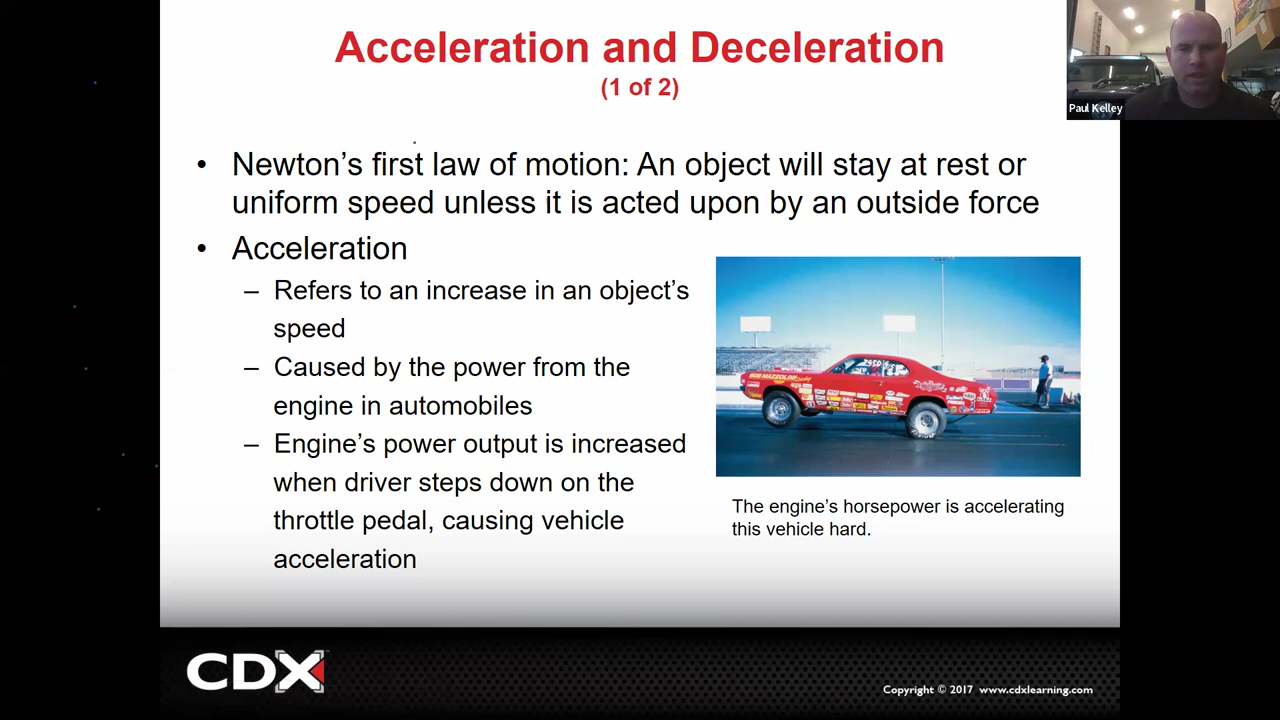 Acceleration and Deceleration
(1 of 2)
Paul Kelley
• Newton’s first law of motion: An object will stay at rest or
uniform speed unless it is acted upon by an outside force
• Acceleration
– Refers to an increase in an object’s
speed
– Caused by the power from the
engine in automobiles
– Engine’s power output is increased
when driver steps down on the
throttle pedal, causing vehicle
acceleration
The engine’s horsepower is accelerating
this vehicle hard.
CDX
Copyright © 2017 www.cdxlearning.com